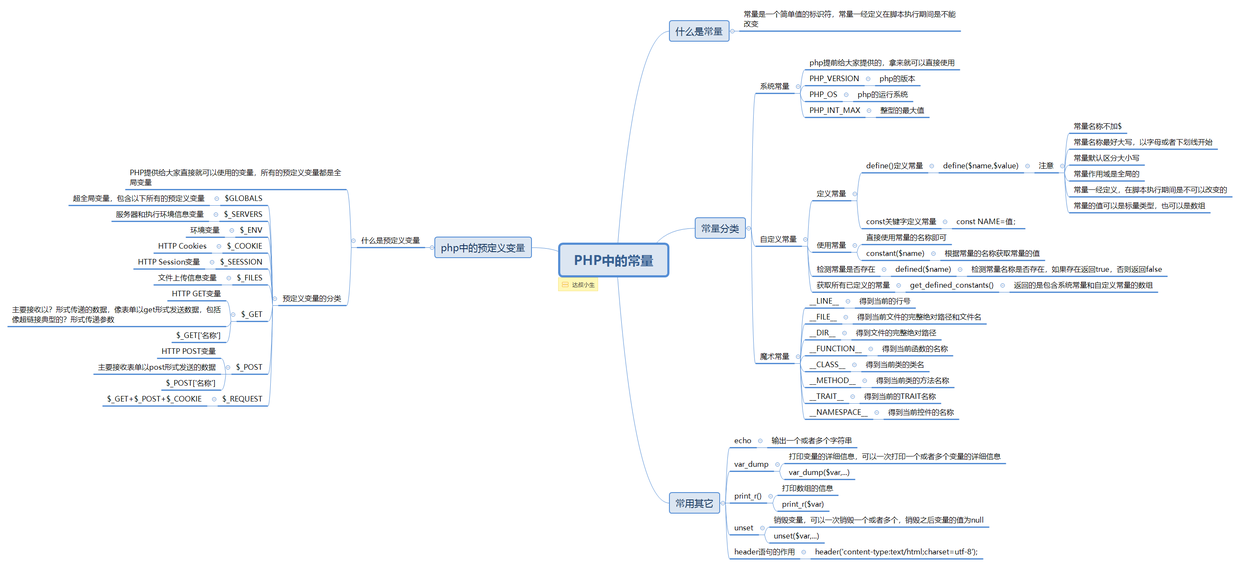 PHP中的常量
达叔小生
什么是常量
常量是一个简单值的标识符，常量一经定义在脚本执行期间是不能
改变
常量分类
系统常量
php提前给大家提供的，拿来就可以直接使用
PHP_VERSION
php的版本
PHP_OS
php的运行系统
PHP_INT_MAX
整型的最大值
自定义常量
定义常量
define()定义常量
define($name,$value)
注意
常量名称不加$
常量名称最好大写，以字母或者下划线开始
常量默认区分大小写
常量作用域是全局的
常量一经定义，在脚本执行期间是不可以改变的
常量的值可以是标量类型，也可以是数组
const关键字定义常量
const NAME=值;
使用常量
直接使用常量的名称即可
constant($name)
根据常量的名称获取常量的值
检测常量是否存在
defined($name)
检测常量名称是否存在，如果存在返回true，否则返回false
获取所有已定义的常量
get_defined_constants()
返回的是包含系统常量和自定义常量的数组
魔术常量
__LINE__
得到当前的行号
__FILE__
得到当前文件的完整绝对路径和文件名
__DIR__
得到文件的完整绝对路径
__FUNCTION__
得到当前函数的名称
__CLASS__
得到当前类的类名
__METHOD__
得到当前类的方法名称
__TRAIT__
得到当前的TRAIT名称
__NAMESPACE__
得到当前控件的名称
常用其它
echo
输出一个或者多个字符串
var_dump
打印变量的详细信息，可以一次打印一个或者多个变量的详细信息
var_dump($var,...)
print_r()
打印数组的信息
print_r($var)
unset
销毁变量，可以一次销毁一个或者多个，销毁之后变量的值为null
unset($var,...)
header语句的作用
header('content-type:text/html;charset=utf-8');
php中的预定义变量
什么是预定义变量
PHP提供给大家直接就可以使用的变量，所有的预定义变量都是全
局变量
预定义变量的分类
$GLOBALS
超全局变量，包含以下所有的预定义变量
$_SERVERS
服务器和执行环境信息变量
$_ENV
环境变量
$_COOKIE
HTTP Cookies
$_SEESSION
HTTP Session变量
$_FILES
文件上传信息变量
$_GET
HTTP GET变量
主要接收以？形式传递的数据，像表单以get形式发送数据，包括
像超链接典型的？形式传递参数
$_GET['名称']
$_POST
HTTP POST变量
主要接收表单以post形式发送的数据
$_POST['名称']
$_REQUEST
$_GET+$_POST+$_COOKIE